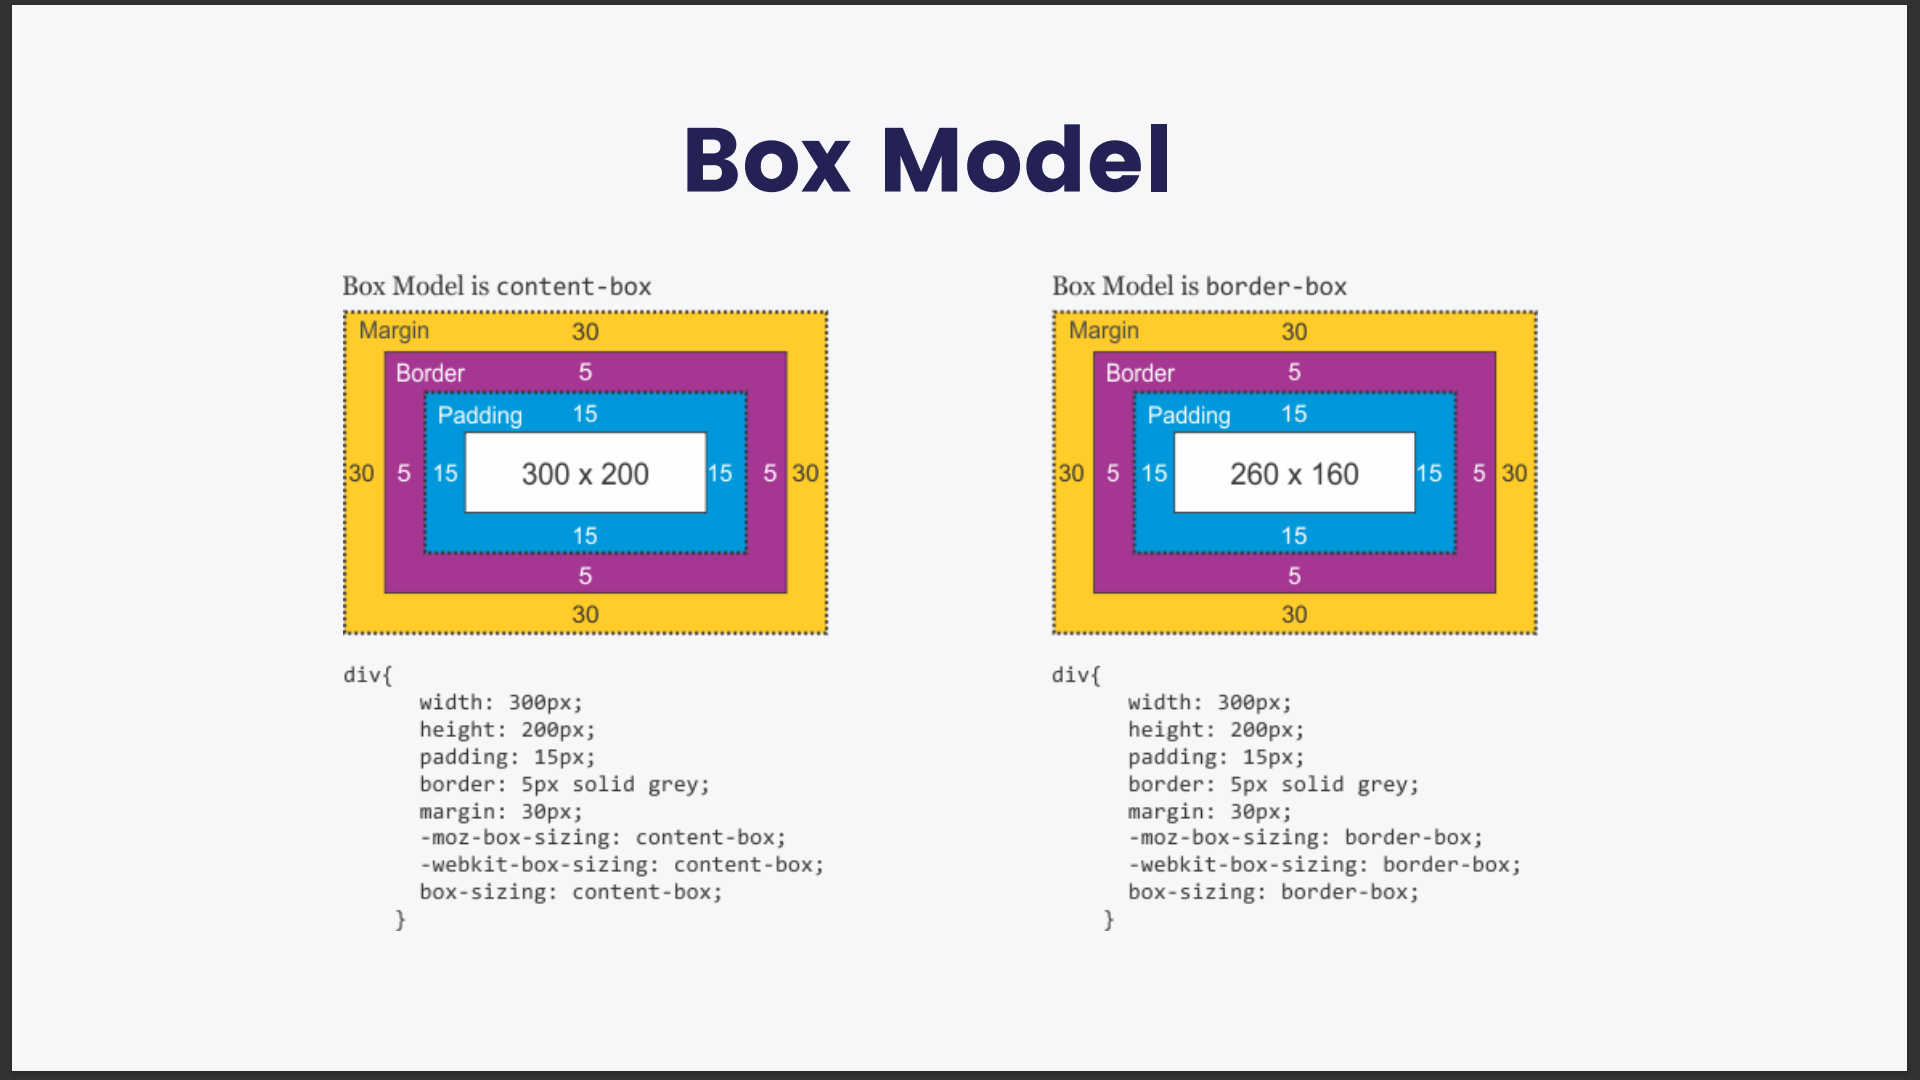 Box Model
Box Model is content-box
Margin 30
Border 5
Padding 15
30 5 15 300 x 200 15 5 30
15
5
30
div{
width: 300px;
height: 200px;
padding: 15px;
border: 5px solid grey;
margin: 30px;
-moz-box-sizing: content-box;
-webkit-box-sizing: content-box;
box-sizing: content-box;
}
Box Model is border-box
Margin 30
Border 5
Padding 15
30 5 15 260 x 160 15 5 30
15
5
30
div{
width: 300px;
height: 200px;
padding: 15px;
border: 5px solid grey;
margin: 30px;
-moz-box-sizing: border-box;
-webkit-box-sizing: border-box;
box-sizing: border-box;
}